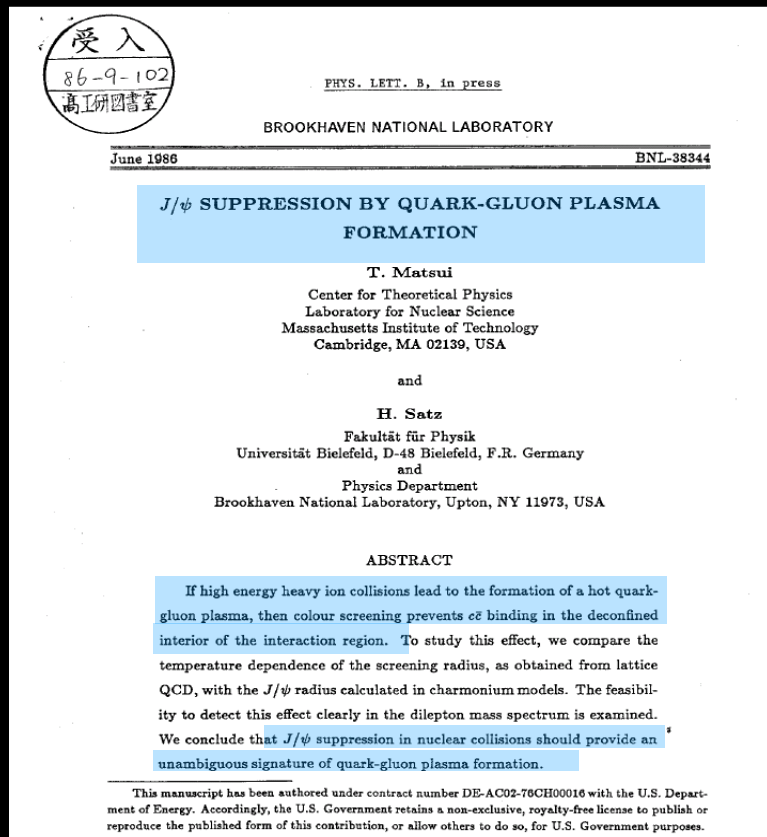 受入
86-9-102
高工研図書室
PHYS. LETT. B, in press
BROOKHAVEN NATIONAL LABORATORY
June 1986 BNL-38344
J/ψ SUPPRESSION BY QUARK-GLUON PLASMA
FORMATION
T. Matsui
Center for Theoretical Physics
Laboratory for Nuclear Science
Massachusetts Institute of Technology
Cambridge, MA 02139, USA
and
H. Satz
Fakultät für Physik
Universität Bielefeld, D-48 Bielefeld, F.R. Germany
and
Physics Department
Brookhaven National Laboratory, Upton, NY 11973, USA
ABSTRACT
If high energy heavy ion collisions lead to the formation of a hot quark-
gluon plasma, then colour screening prevents cc̄ binding in the deconfined
interior of the interaction region. To study this effect, we compare the
temperature dependence of the screening radius, as obtained from lattice
QCD, with the J/ψ radius calculated in charmonium models. The feasibil-
ity to detect this effect clearly in the dilepton mass spectrum is examined.
We conclude that J/ψ suppression in nuclear collisions should provide an
unambiguous signature of quark-gluon plasma formation.
This manuscript has been authored under contract number DE-AC02-76CH00016 with the U.S. Depart-
ment of Energy. Accordingly, the U.S. Government retains a non-exclusive, royalty-free license to publish or
reproduce the published form of this contribution, or allow others to do so, for U.S. Government purposes.